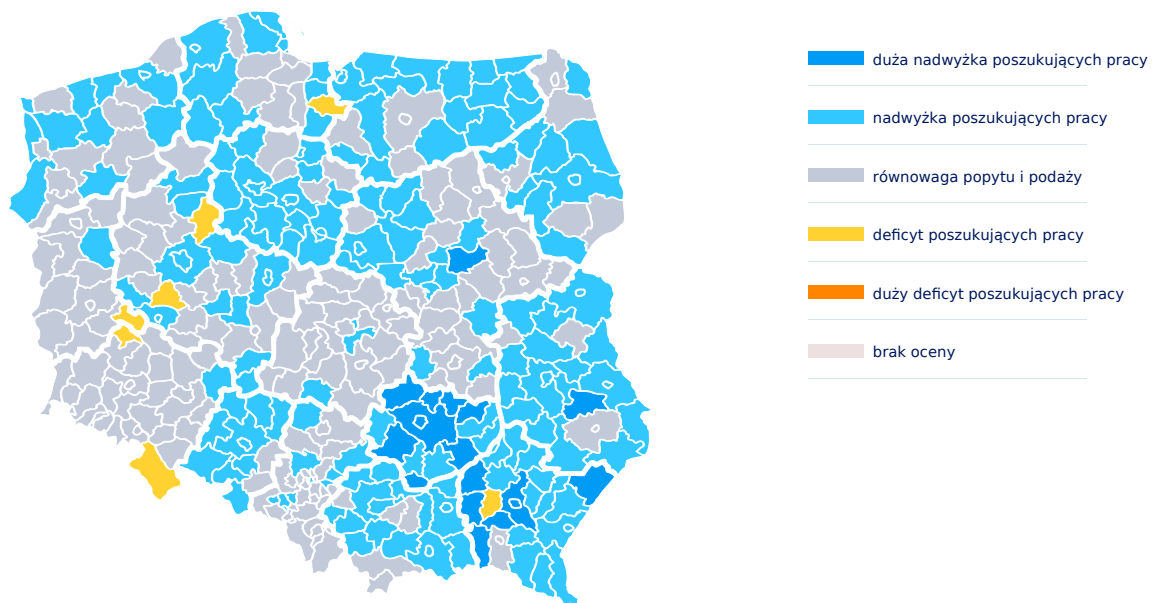 duża nadwyżka poszukujących pracy
nadwyżka poszukujących pracy
równowaga popytu i podaży
deficyt poszukujących pracy
duży deficyt poszukujących pracy
brak oceny